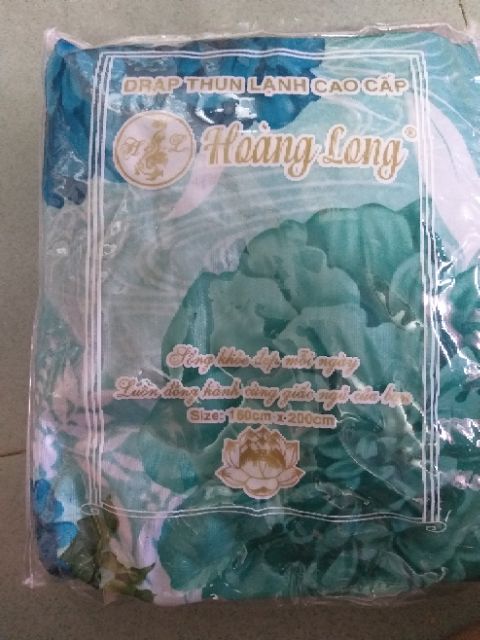 DRAP THUN LẠNH CAO CẤP
H L Hoàng Long®
Sống khỏe đẹp mỗi ngày
Luôn đồng hành cùng giấc ngủ của bạn
Size: 160cm x 200cm